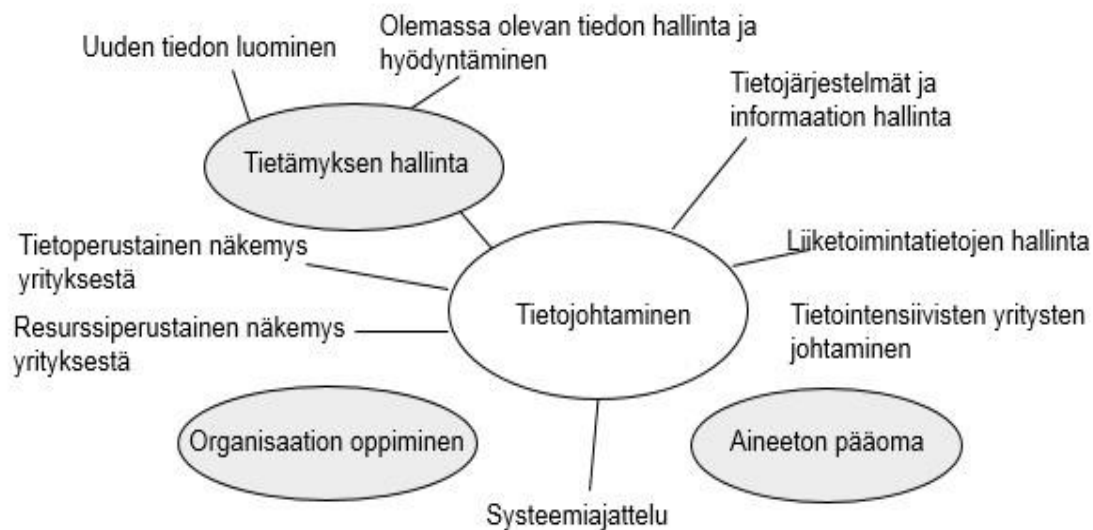 Uuden tiedon luominen
Olemassa olevan tiedon hallinta ja
hyödyntäminen
Tietojärjestelmät ja
informaation hallinta
Tietämyksen hallinta
Tietoperustainen näkemys
yrityksestä
Liiketoimintatietojen hallinta
Tietojohtaminen
Resurssiperustainen näkemys
yrityksestä
Tietointensiivisten yritysten
johtaminen
Organisaation oppiminen
Aineeton pääoma
Systeemiajattelu